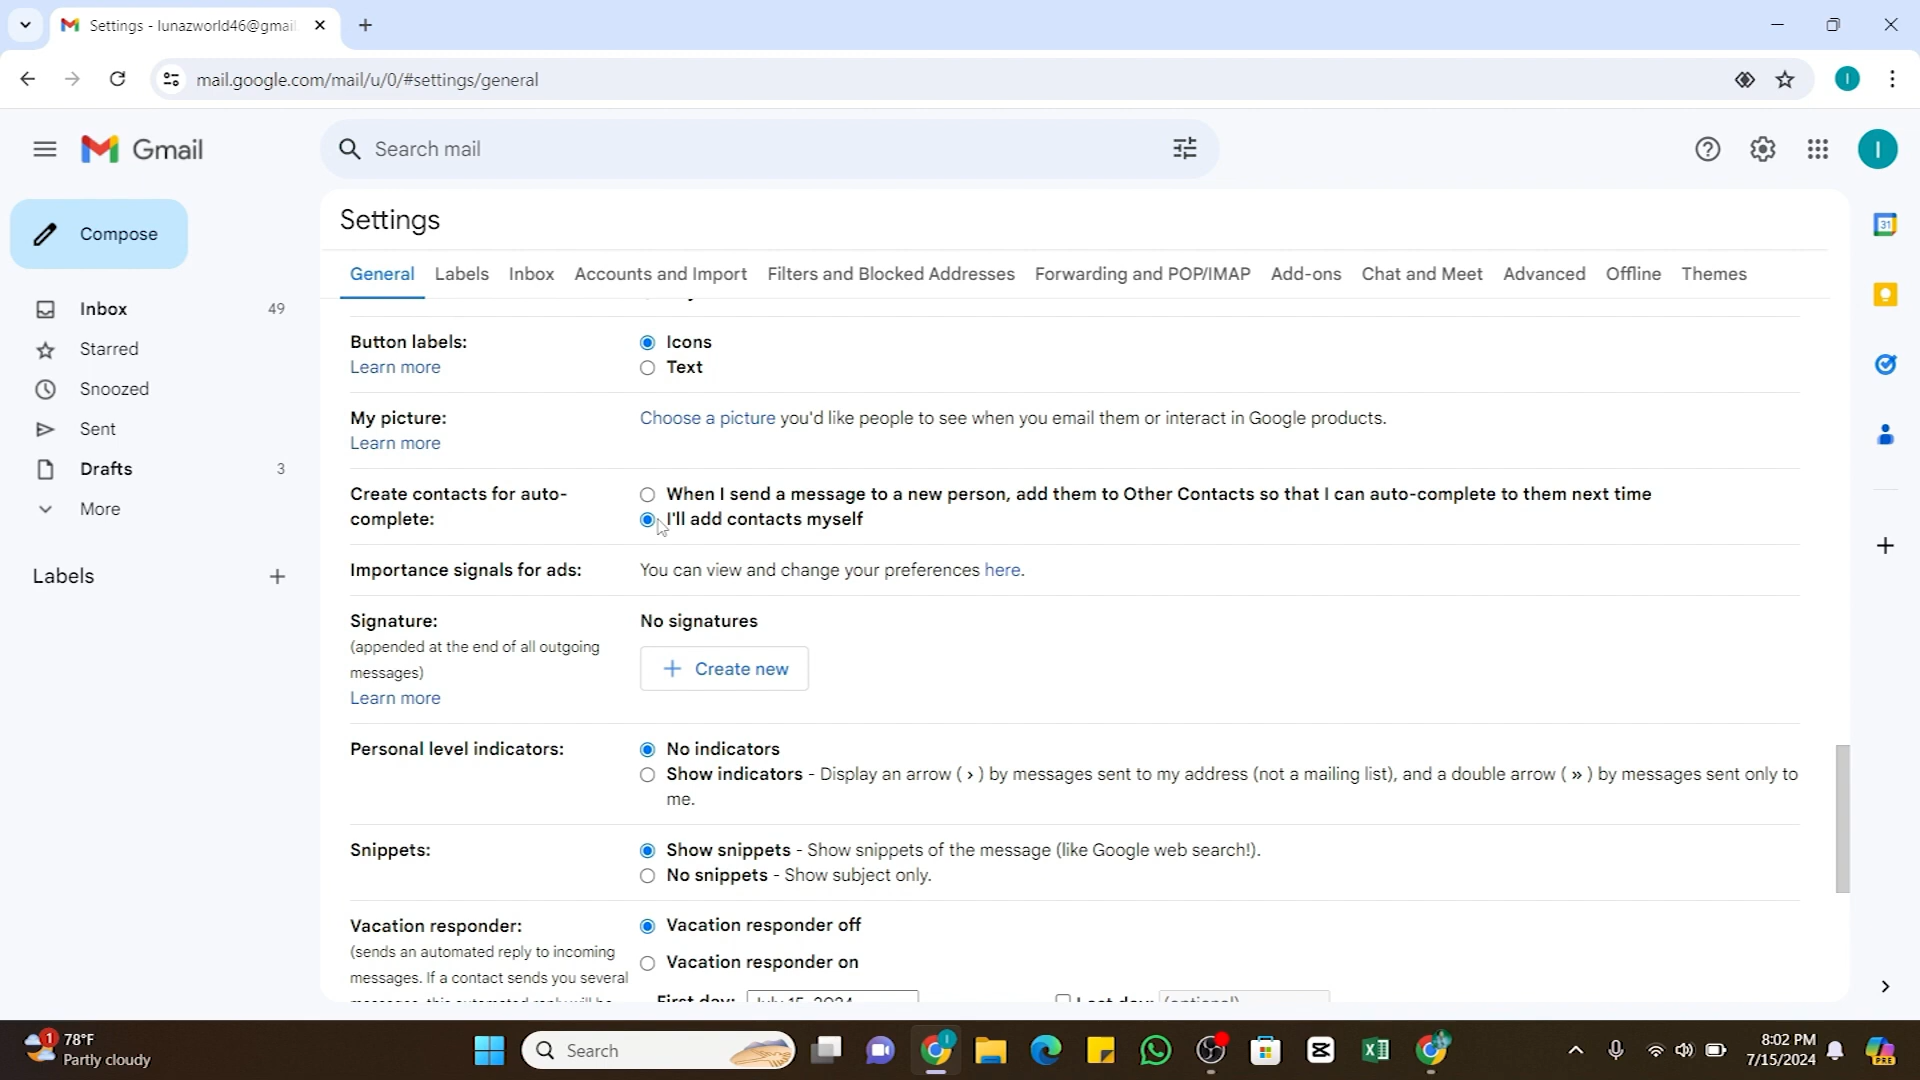 Settings - lunazworld46@gmail
mail.google.com/mail/u/0/#settings/general
Gmail
Search mail
I
Compose
Inbox 49
Starred
Snoozed
Sent
Drafts 3
More
Labels
Settings
General Labels Inbox Accounts and Import Filters and Blocked Addresses Forwarding and POP/IMAP Add-ons Chat and Meet Advanced Offline Themes
Button labels:
Learn more
Icons
Text
My picture:
Learn more
Choose a picture you'd like people to see when you email them or interact in Google products.
Create contacts for auto-
complete:
When I send a message to a new person, add them to Other Contacts so that I can auto-complete to them next time
I'll add contacts myself
Importance signals for ads:
You can view and change your preferences here.
Signature:
(appended at the end of all outgoing
messages)
Learn more
No signatures
Create new
Personal level indicators:
No indicators
Show indicators - Display an arrow ( › ) by messages sent to my address (not a mailing list), and a double arrow ( » ) by messages sent only to
me.
Snippets:
Show snippets - Show snippets of the message (like Google web search!).
No snippets - Show subject only.
Vacation responder:
(sends an automated reply to incoming
messages. If a contact sends you several
Vacation responder off
Vacation responder on
First day: July 15, 2024 Last day: (optional)
31
78°F
Partly cloudy
Search
8:02 PM
7/15/2024